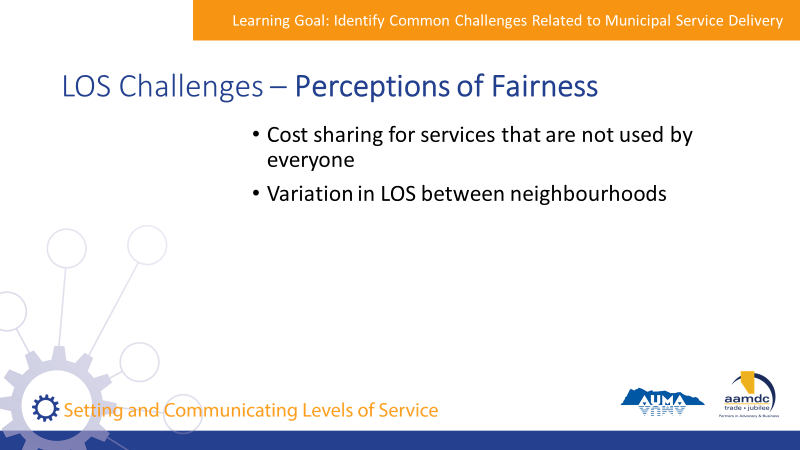 Learning Goal: Identify Common Challenges Related to Municipal Service Delivery
LOS Challenges – Perceptions of Fairness
• Cost sharing for services that are not used by
everyone
• Variation in LOS between neighbourhoods
Setting and Communicating Levels of Service
AUMA
aamdc
trade • jubilee
Partners in Advocacy & Business